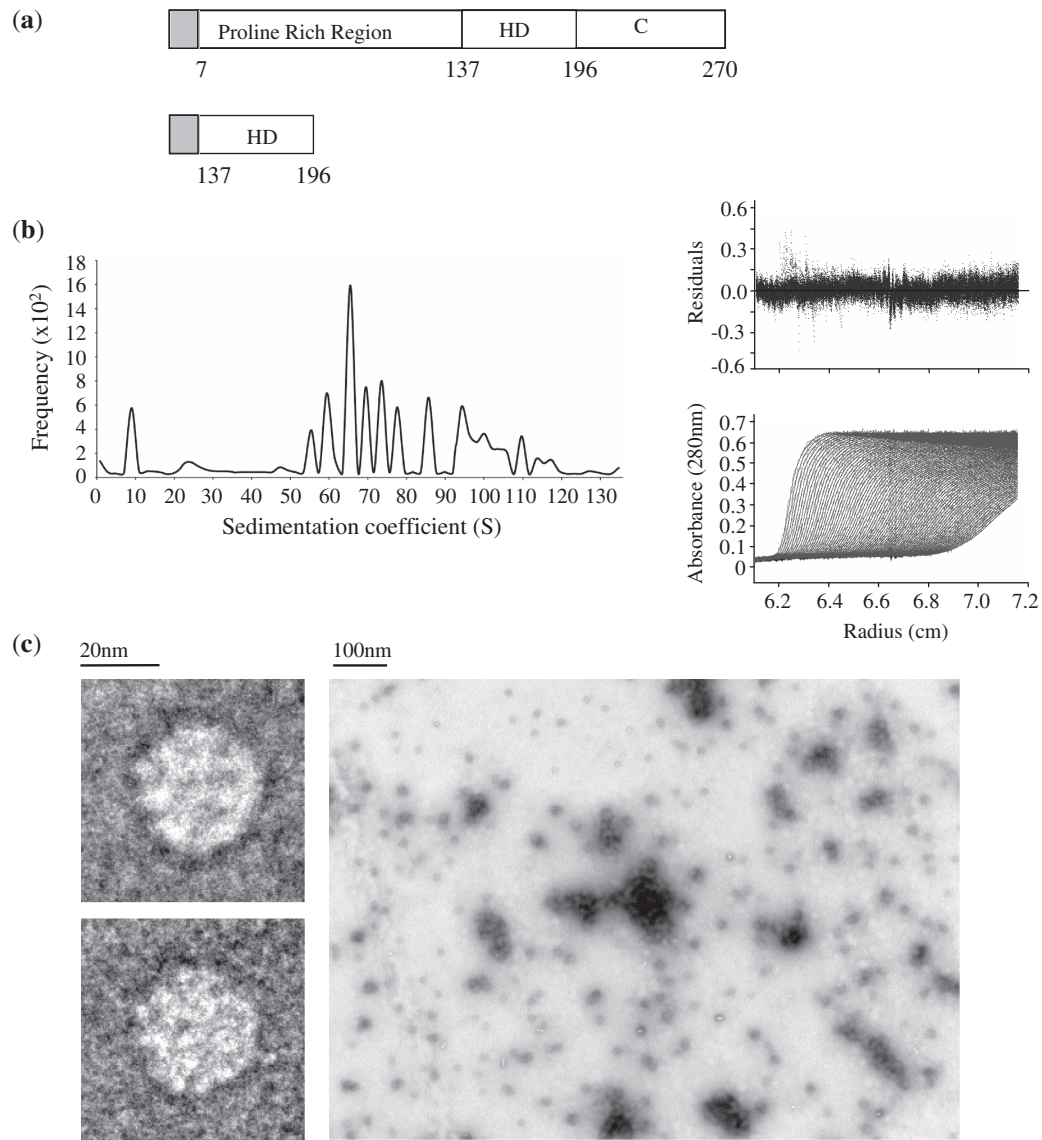 (a)
Proline Rich Region HD C
7 137 196 270
HD
137 196
(b)
Frequency (x10²)
18
16
14
12
10
8
6
4
2
0
0 10 20 30 40 50 60 70 80 90 100 110 120 130
Sedimentation coefficient (S)
Residuals
0.6
0.3
0.0
-0.3
-0.6
Absorbance (280nm)
0.7
0.6
0.5
0.4
0.3
0.2
0.1
0
6.2 6.4 6.6 6.8 7.0 7.2
Radius (cm)
(c)
20nm 100nm